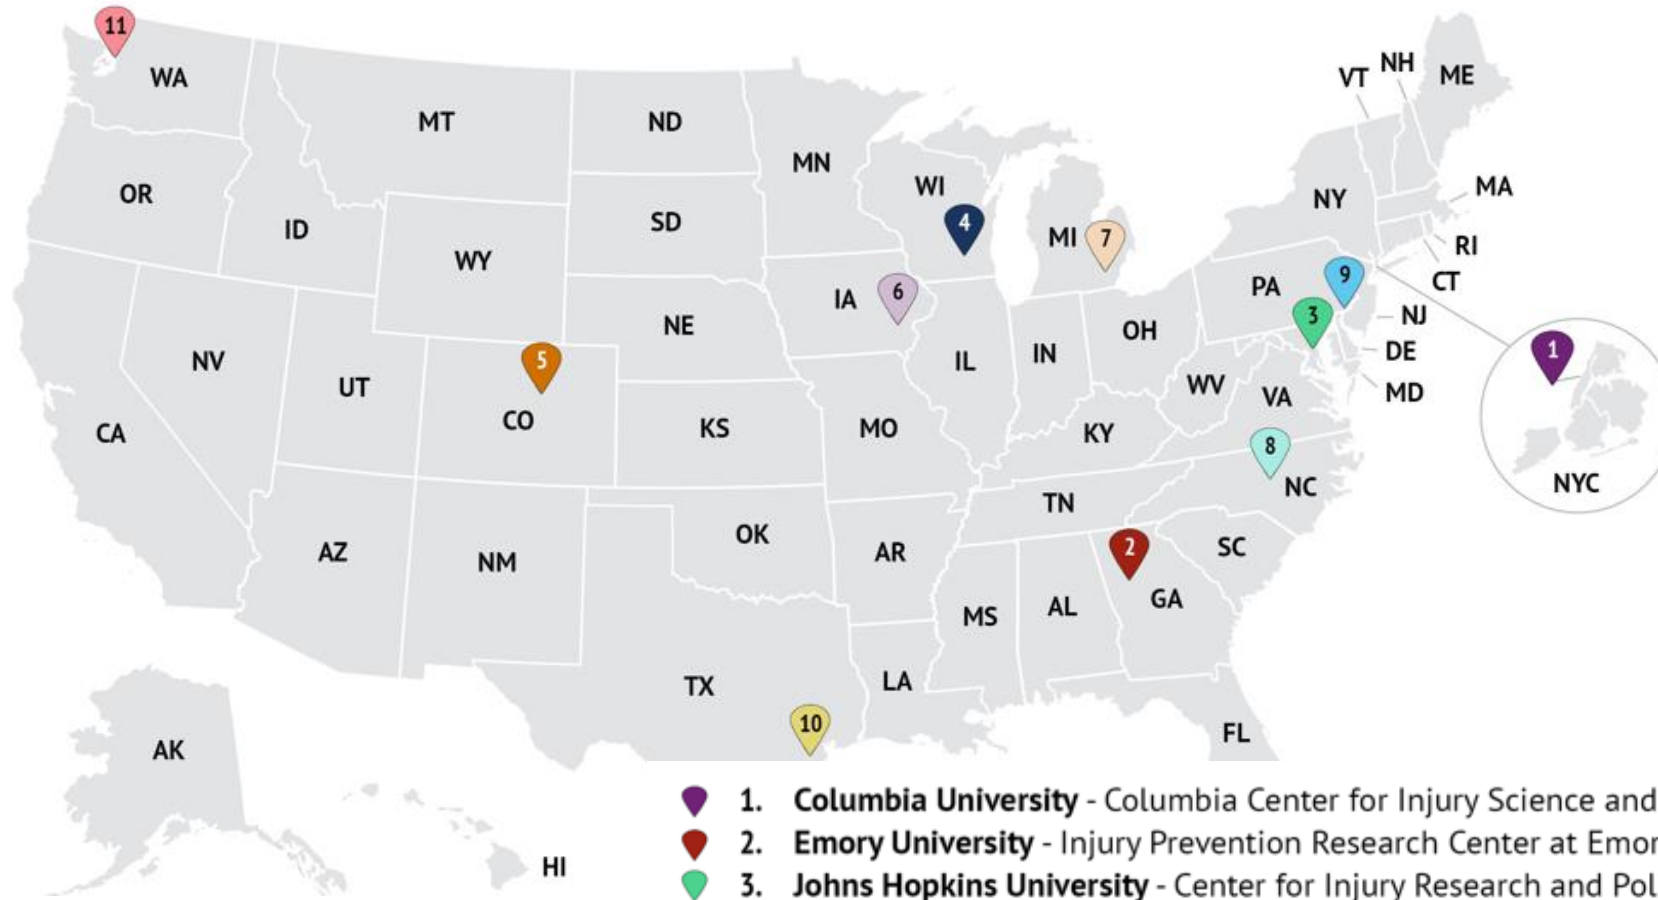 11
WA
MT
ND
MN
VT
NH
ME
OR
ID
WY
SD
WI
4
MI
7
NY
MA
RI
CT
PA
9
3
NJ
DE
MD
IA
6
NE
NV
UT
5
CO
KS
MO
IL
IN
OH
WV
VA
KY
1
NYC
CA
8
NC
TN
AZ
NM
OK
AR
2
SC
MS
AL
GA
TX
10
LA
FL
AK
HI
1. Columbia University - Columbia Center for Injury Science and
2. Emory University - Injury Prevention Research Center at Emor
3. Johns Hopkins University - Center for Injury Research and Pol